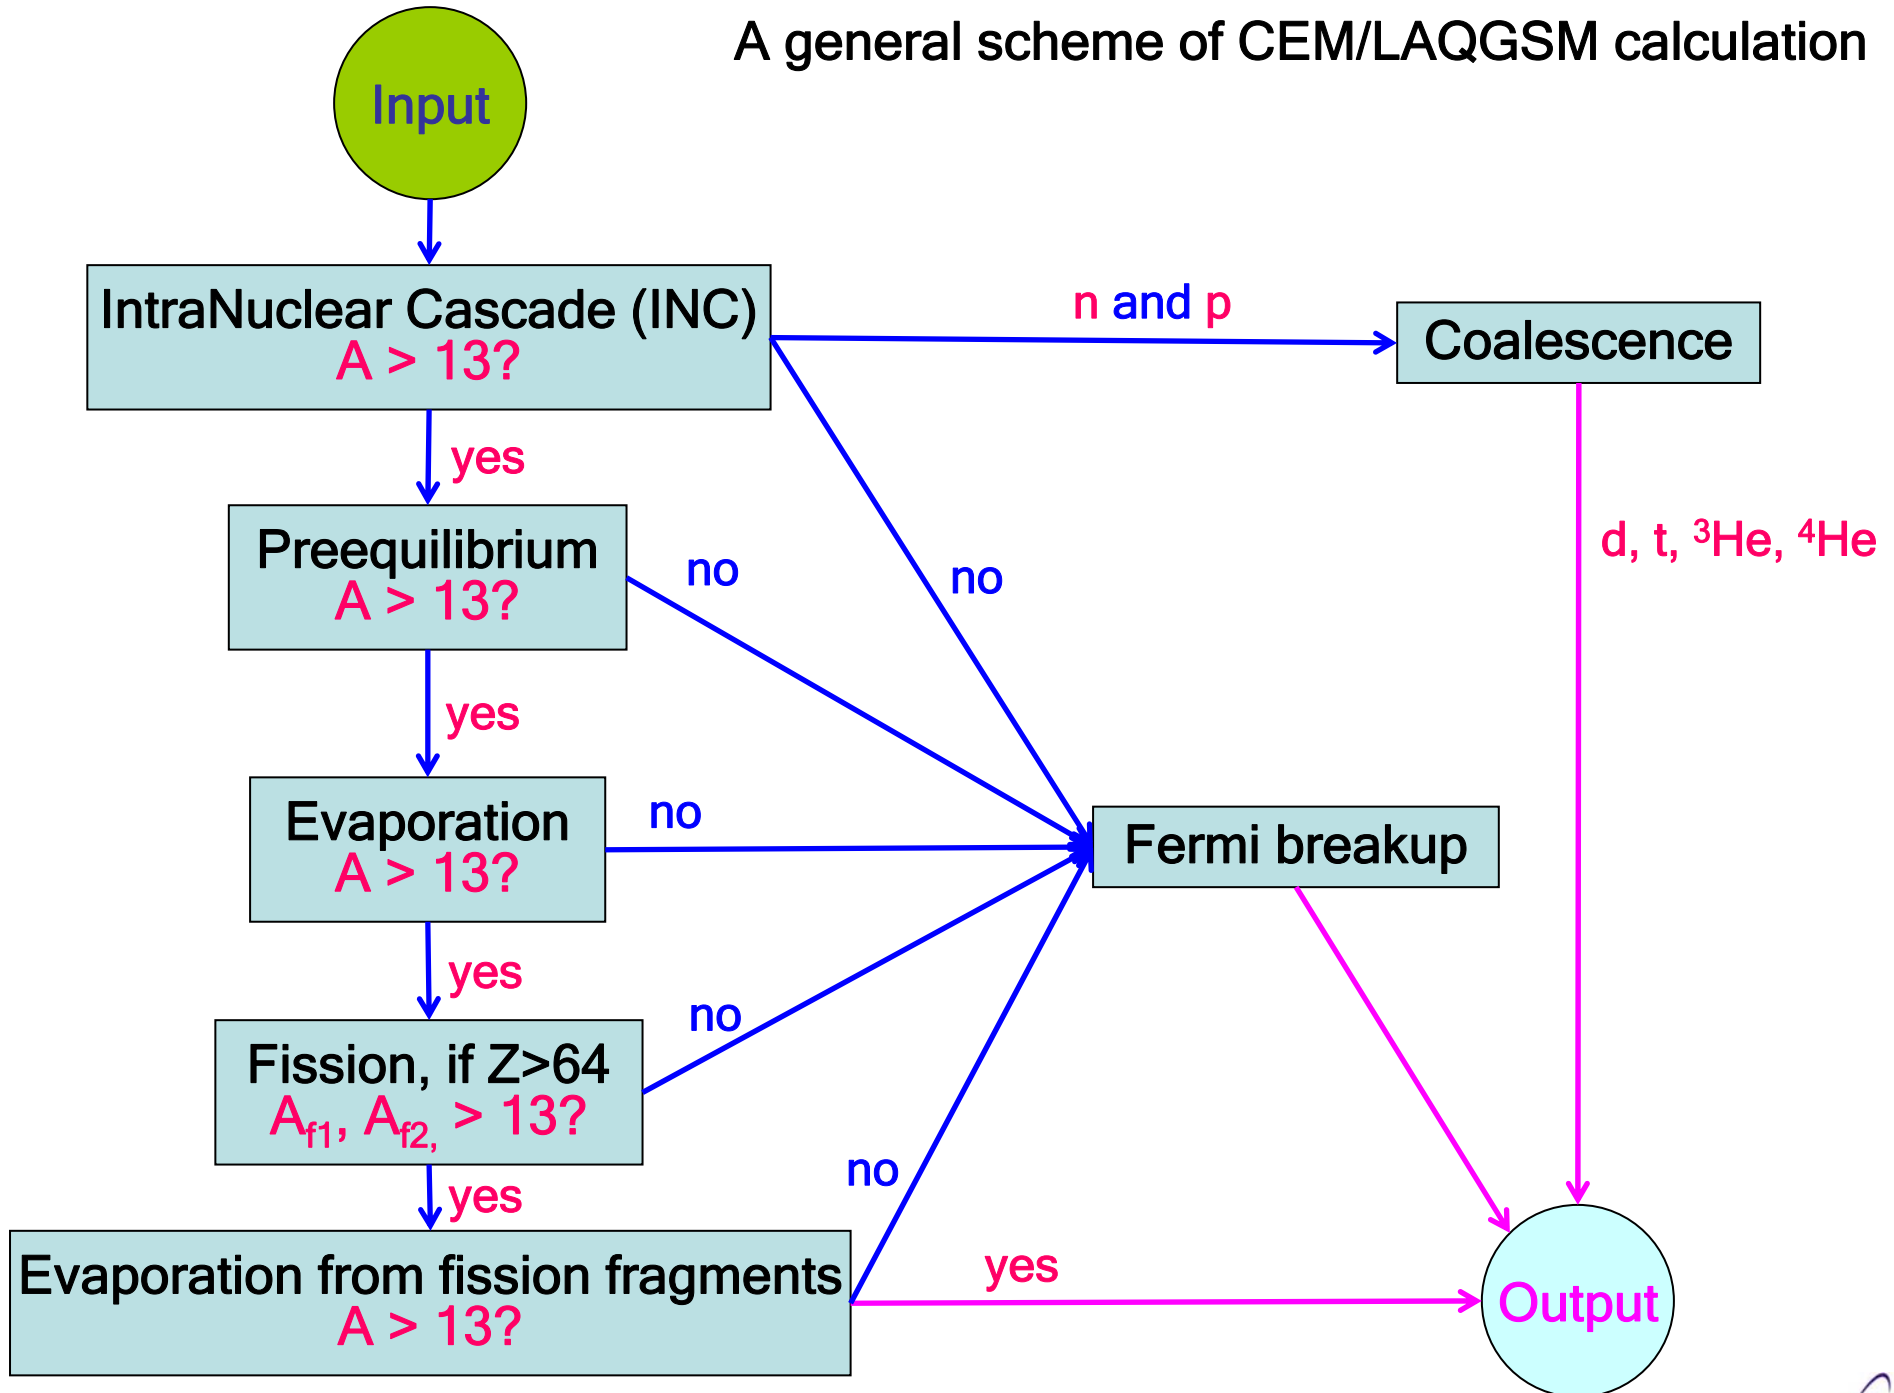 A general scheme of CEM/LAQGSM calculation
Input
IntraNuclear Cascade (INC)
A > 13?
n and p
Coalescence
yes
no
d, t, ³He, ⁴He
Preequilibrium
A > 13?
no
yes
Evaporation
A > 13?
no
Fermi breakup
yes
no
Fission, if Z>64
A_f1, A_f2, > 13?
yes
no
Evaporation from fission fragments
A > 13?
yes
Output